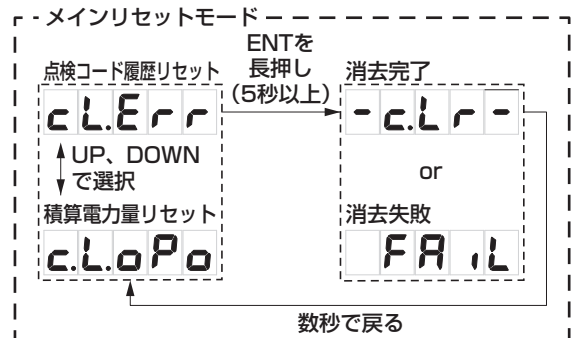 メインリセットモード
ENTを
長押し
(5秒以上)
点検コード履歴リセット
cL.Err
UP、DOWN
で選択
積算電力量リセット
c.L.oPo
消去完了
-c.Lr-
or
消去失敗
FAiL
数秒で戻る